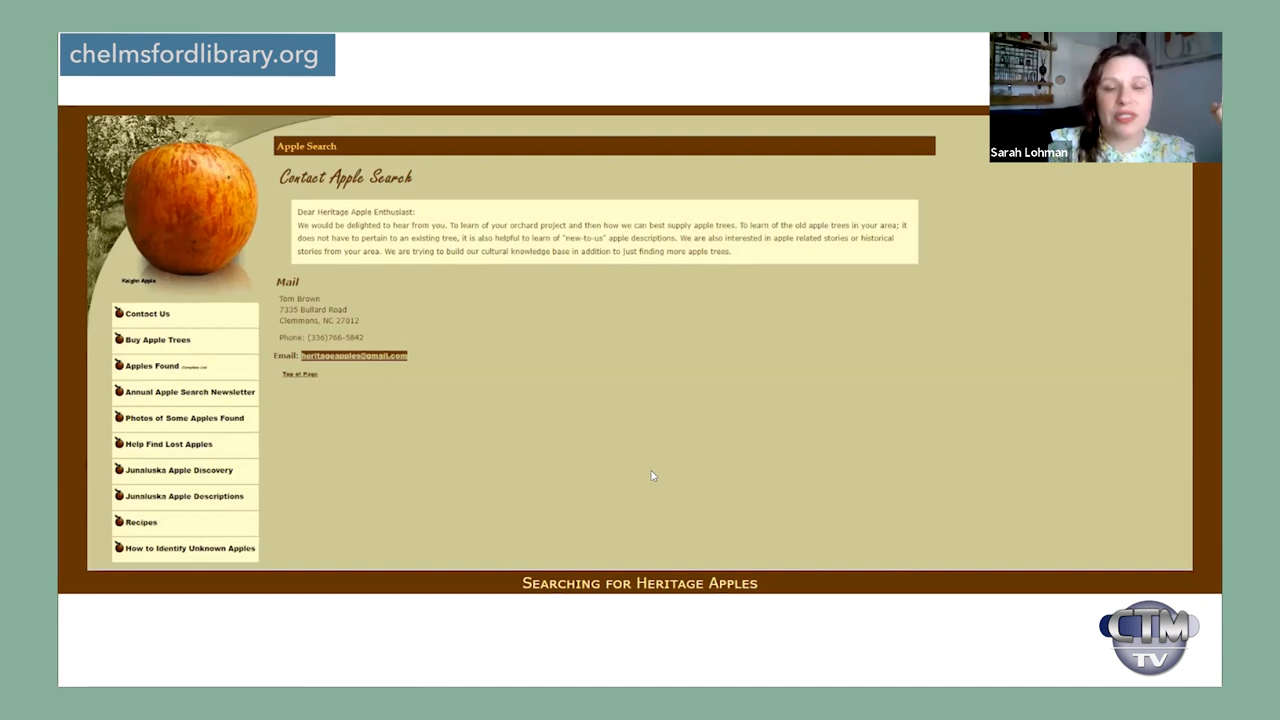 chelmsfordlibrary.org
Sarah Lohman
Apple Search
Contact Apple Search
Dear Heritage Apple Enthusiast:
We would be delighted to hear from you. To learn of your orchard project and then how we can best supply apple trees. To learn of the old apple trees in your area; it
does not have to pertain to an existing tree, it is also helpful to learn of "new-to-us" apple descriptions. We are also interested in apple related stories or historical
stories from your area. We are trying to build our cultural knowledge base in addition to just finding more apple trees.
Kaighn Apple
Mail
Tom Brown
7335 Bullard Road
Clemmons, NC 27012
Phone: (336)766-5842
Email: heritageapples@gmail.com
Top of Page
Contact Us
Buy Apple Trees
Apples Found Complete List
Annual Apple Search Newsletter
Photos of Some Apples Found
Help Find Lost Apples
Junaluska Apple Discovery
Junaluska Apple Descriptions
Recipes
How to Identify Unknown Apples
SEARCHING FOR HERITAGE APPLES
CTM
TV